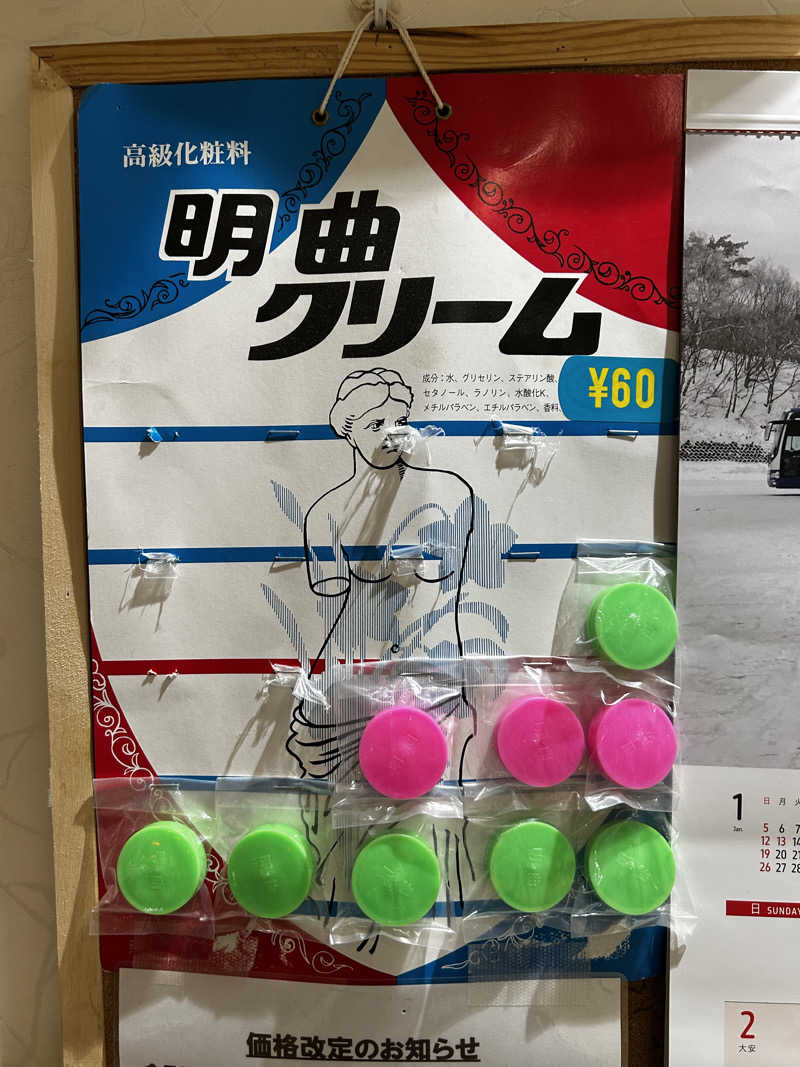 高級化粧料
明典
クリーム
成分：水、グリセリン、ステアリン酸、
セタノール、ラノリン、水酸化K、
メチルパラベン、エチルパラベン、香料、
¥60
価格改定のお知らせ
1
Jan.
日 月 火
5 6 7
12 13 14
19 20 21
26 27 28
日 SUNDAY
2
大安